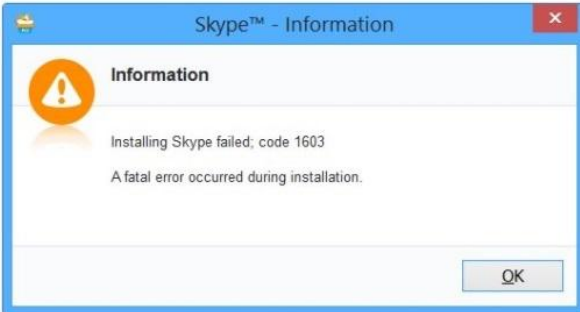 Skype™ - Information
Information
Installing Skype failed; code 1603
A fatal error occurred during installation.
OK